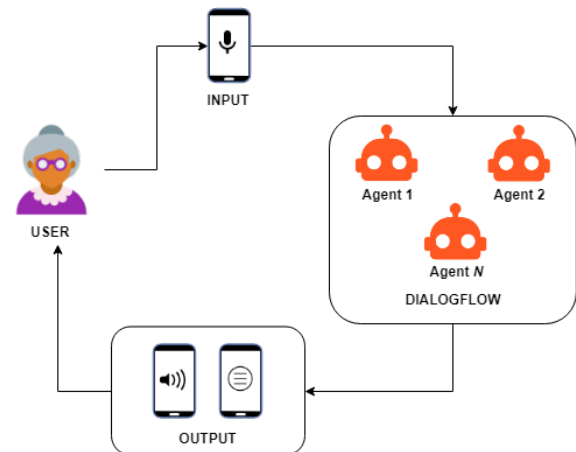 INPUT
USER
Agent 1
Agent 2
Agent N
DIALOGFLOW
OUTPUT